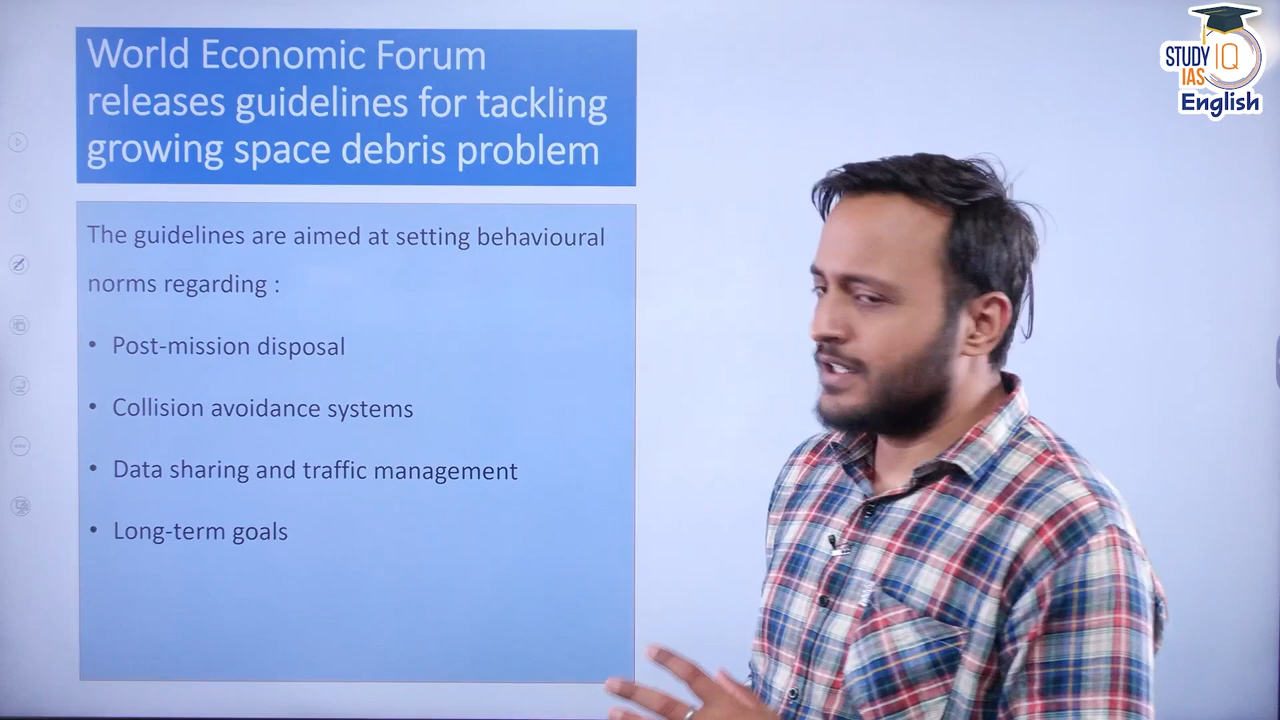 World Economic Forum
releases guidelines for tackling
growing space debris problem
The guidelines are aimed at setting behavioural
norms regarding :
• Post-mission disposal
• Collision avoidance systems
• Data sharing and traffic management
• Long-term goals
STUDY IQ
IAS
English